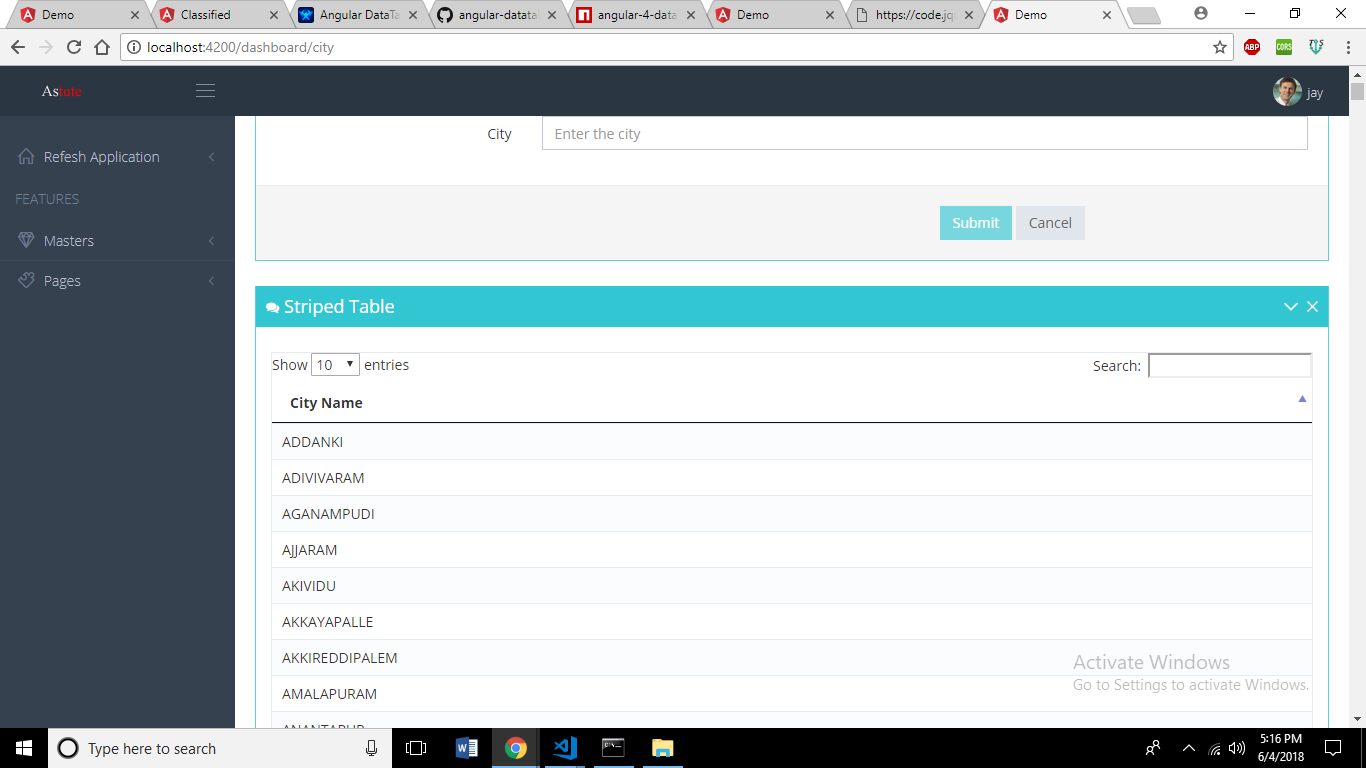 Demo
Classified
Angular DataTa
angular-datatal
angular-4-data
Demo
https://code.jq
Demo
localhost:4200/dashboard/city
ABP
CORS
Astute
jay
Refesh Application
FEATURES
Masters
Pages
City
Enter the city
Submit
Cancel
Striped Table
Show 10 entries
Search:
City Name
ADDANKI
ADIVIVARAM
AGANAMPUDI
AJJARAM
AKIVIDU
AKKAYAPALLE
AKKIREDDIPALEM
AMALAPURAM
ANANTAPUR
Activate Windows
Go to Settings to activate Windows.
Type here to search
5:16 PM
6/4/2018